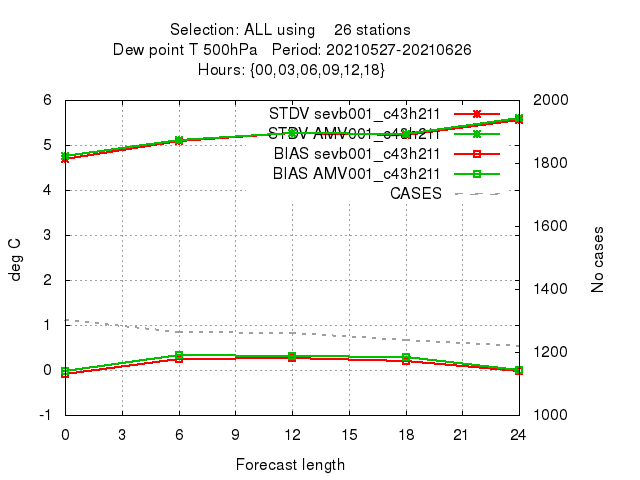 Selection: ALL using 26 stations
Dew point T 500hPa Period: 20210527-20210626
Hours: {00,03,06,09,12,18}
6 2000
STDV sevb001_c43h211
STDV AMV001_c43h211
5 1800
BIAS sevb001_c43h211
BIAS AMV001_c43h211
4
CASES
3 1600
2 1400
1 1200
0
-1 1000
deg C
No cases
0 3 6 9 12 15 18 21 24
Forecast length